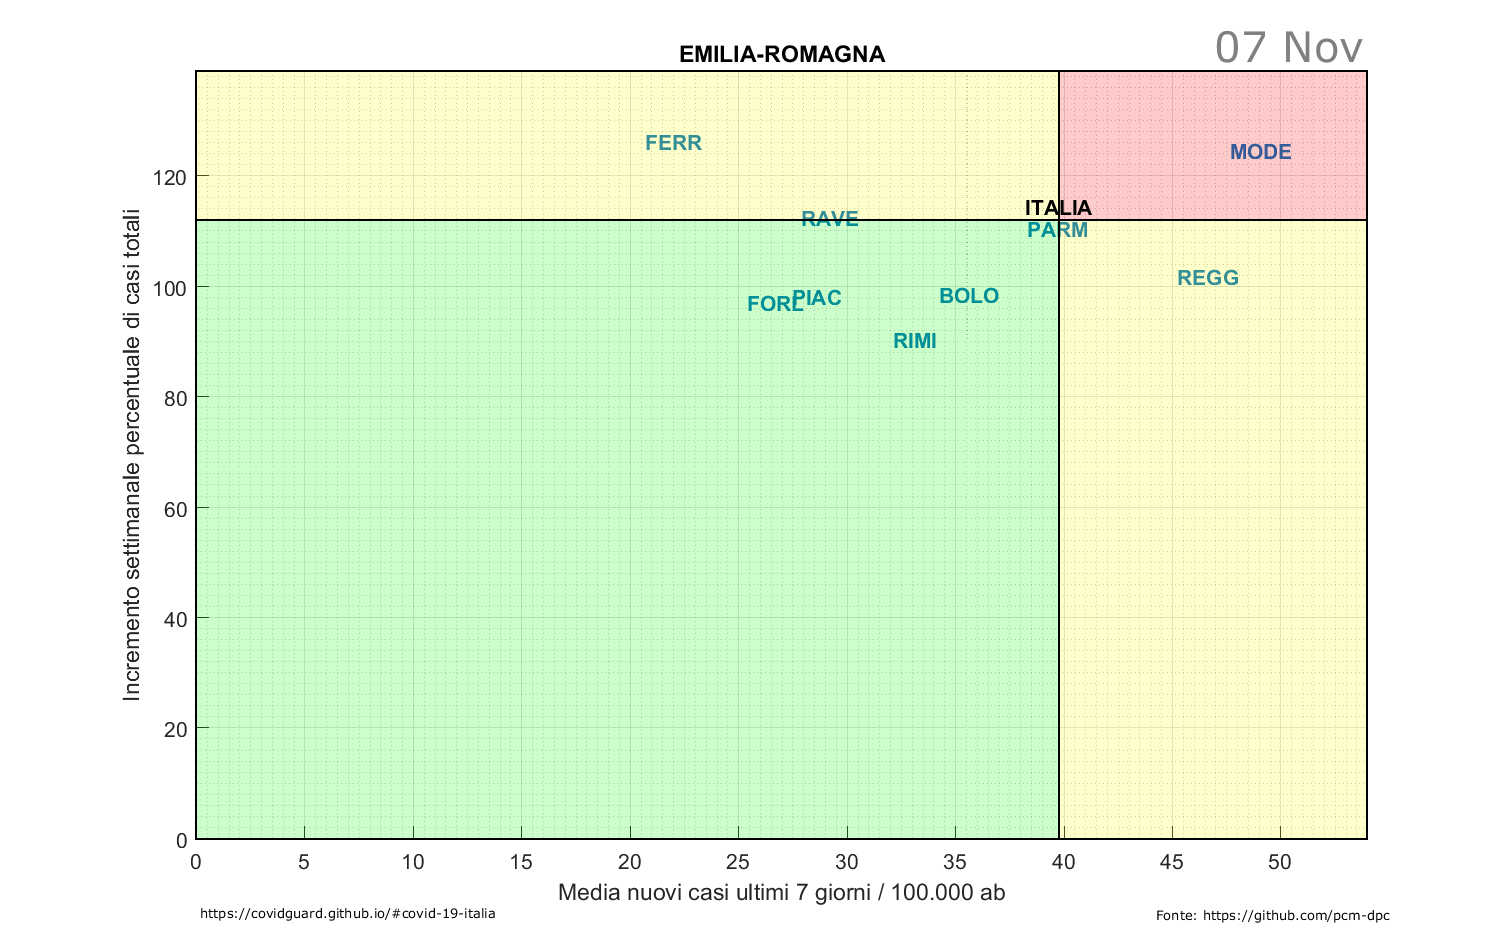 EMILIA-ROMAGNA
07 Nov
FERR
MODE
120
ITALIA
RAVE
PARM
REGG
100
FORL
PIAC
BOLO
RIMI
80
60
40
20
0
Incremento settimanale percentuale di casi totali
0 5 10 15 20 25 30 35 40 45 50
Media nuovi casi ultimi 7 giorni / 100.000 ab
https://covidguard.github.io/#covid-19-italia
Fonte: https://github.com/pcm-dpc